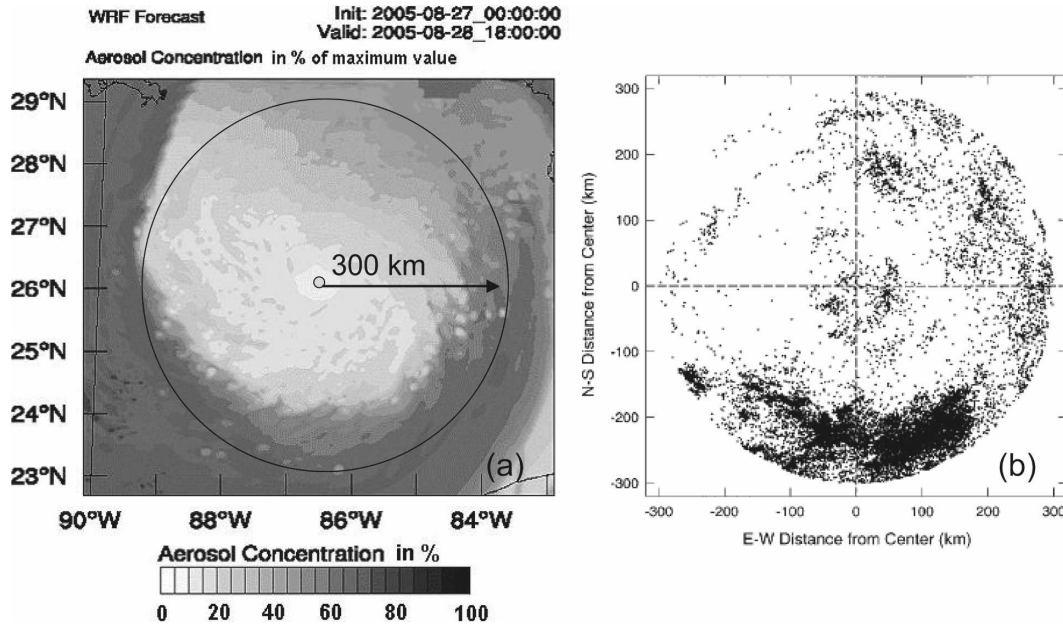 WRF Forecast
Init: 2005-08-27_00:00:00
Valid: 2005-08-28_18:00:00
Aerosol Concentration in % of maximum value
29°N
28°N
27°N
26°N
25°N
24°N
23°N
300 km
(a)
90°W 88°W 86°W 84°W
Aerosol Concentration in %
0 20 40 60 80 100
N-S Distance from Center (km)
300
200
100
0
-100
-200
-300
(b)
-300 -200 -100 0 100 200 300
E-W Distance from Center (km)